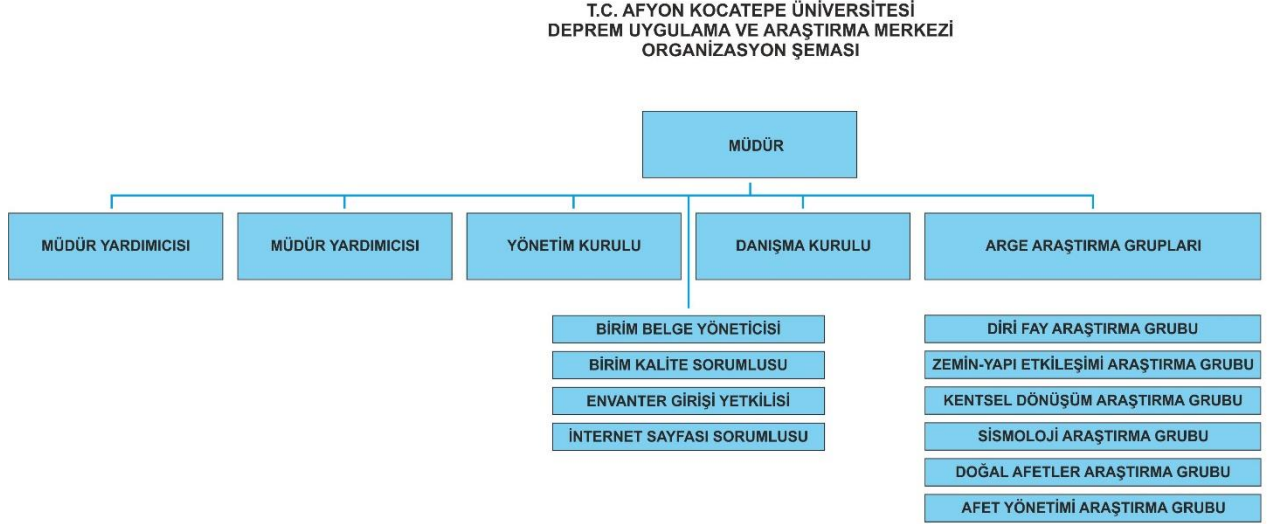 T.C. AFYON KOCATEPE ÜNİVERSİTESİ
DEPREM UYGULAMA VE ARAŞTIRMA MERKEZİ
ORGANİZASYON ŞEMASI
MÜDÜR
MÜDÜR YARDIMICISI
MÜDÜR YARDIMICISI
YÖNETİM KURULU
DANIŞMA KURULU
ARGE ARAŞTIRMA GRUPLARI
BİRİM BELGE YÖNETİCİSİ
BİRİM KALİTE SORUMLUSU
ENVANTER GİRİŞİ YETKİLİSİ
İNTERNET SAYFASI SORUMLUSU
DİRİ FAY ARAŞTIRMA GRUBU
ZEMİN-YAPI ETKİLEŞİMİ ARAŞTIRMA GRUBU
KENTSEL DÖNÜŞÜM ARAŞTIRMA GRUBU
SİSMOLOJİ ARAŞTIRMA GRUBU
DOĞAL AFETLER ARAŞTIRMA GRUBU
AFET YÖNETİMİ ARAŞTIRMA GRUBU